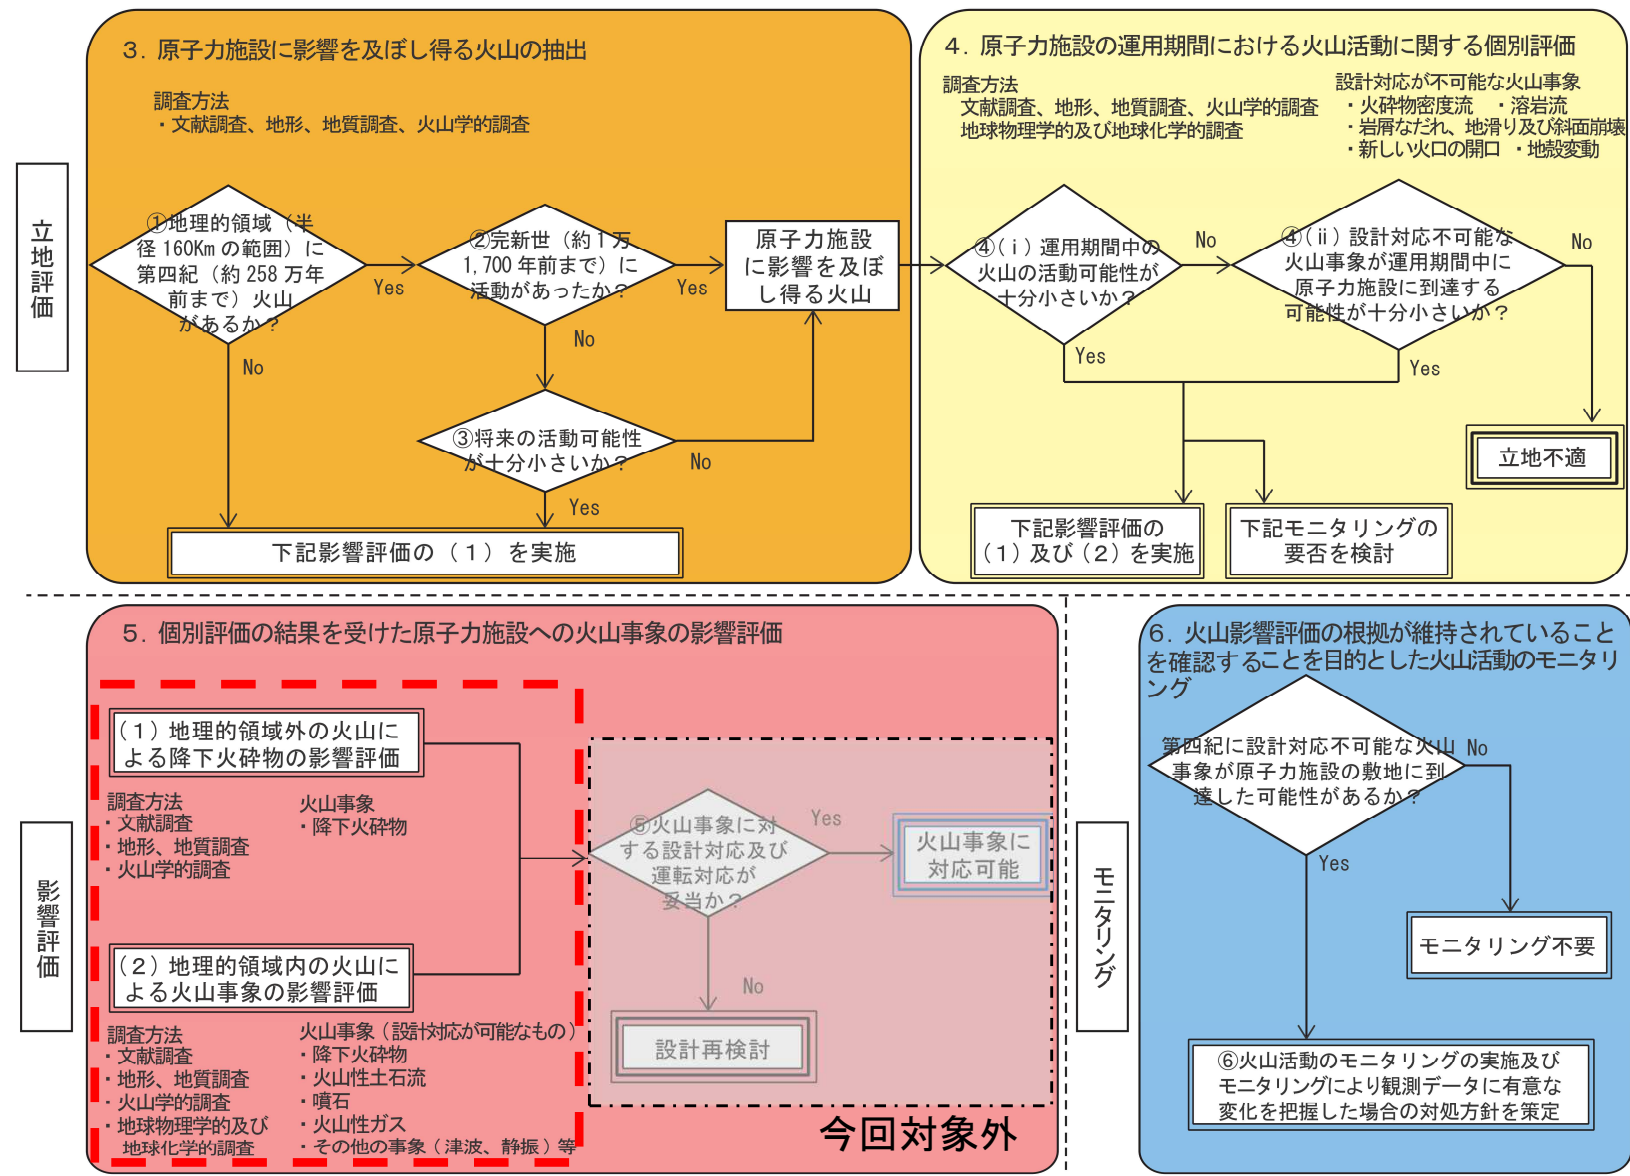 立地評価
3. 原子力施設に影響を及ぼし得る火山の抽出
調査方法
・文献調査、地形、地質調査、火山学的調査
①地理的領域（半
径 160Km の範囲）に
第四紀（約 258 万年
前まで）火山
があるか？
Yes
No
②完新世（約１万
1,700 年前まで）に
活動があったか？
Yes
No
③将来の活動可能性
が十分小さいか？
No
Yes
原子力施設
に影響を及ぼ
し得る火山
下記影響評価の（１）を実施
4. 原子力施設の運用期間における火山活動に関する個別評価
調査方法
文献調査、地形、地質調査、火山学的調査
地球物理学的及び地球化学的調査
設計対応が不可能な火山事象
・火砕物密度流　・溶岩流
・岩屑なだれ、地滑り及び斜面崩壊
・新しい火口の開口　・地殻変動
④(ⅰ) 運用期間中の
火山の活動可能性が
十分小さいか？
No
Yes
④(ⅱ) 設計対応不可能な
火山事象が運用期間中に
原子力施設に到達する
可能性が十分小さいか？
No
Yes
立地不適
下記影響評価の
（１）及び（２）を実施
下記モニタリングの
要否を検討
影響評価
5. 個別評価の結果を受けた原子力施設への火山事象の影響評価
（１）地理的領域外の火山に
よる降下火砕物の影響評価
調査方法
・文献調査
・地形、地質調査
・火山学的調査
火山事象
・降下火砕物
（２）地理的領域内の火山に
よる火山事象の影響評価
調査方法
・文献調査
・地形、地質調査
・火山学的調査
・地球物理学的及び
地球化学的調査
火山事象（設計対応が可能なもの）
・降下火砕物
・火山性土石流
・噴石
・火山性ガス
・その他の事象（津波、静振）等
⑤火山事象に対
する設計対応及び
運転対応が
妥当か？
Yes
No
火山事象に
対応可能
設計再検討
今回対象外
モニタリング
6. 火山影響評価の根拠が維持されていること
を確認することを目的とした火山活動のモニタリ
ング
第四紀に設計対応不可能な火山
事象が原子力施設の敷地に到
達した可能性があるか？
No
Yes
モニタリング不要
⑥火山活動のモニタリングの実施及び
モニタリングにより観測データに有意な
変化を把握した場合の対処方針を策定